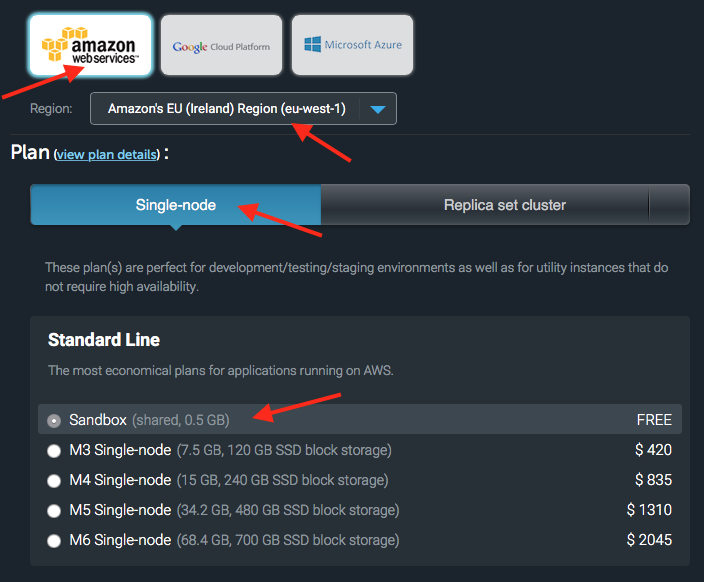 amazon
webservices™
Google Cloud Platform
Microsoft Azure
Region:
Amazon's EU (Ireland) Region (eu-west-1)
Plan (view plan details) :
Single-node
Replica set cluster
These plan(s) are perfect for development/testing/staging environments as well as for utility instances that do
not require high availability.
Standard Line
The most economical plans for applications running on AWS.
Sandbox (shared, 0.5 GB) FREE
M3 Single-node (7.5 GB, 120 GB SSD block storage) $ 420
M4 Single-node (15 GB, 240 GB SSD block storage) $ 835
M5 Single-node (34.2 GB, 480 GB SSD block storage) $ 1310
M6 Single-node (68.4 GB, 700 GB SSD block storage) $ 2045